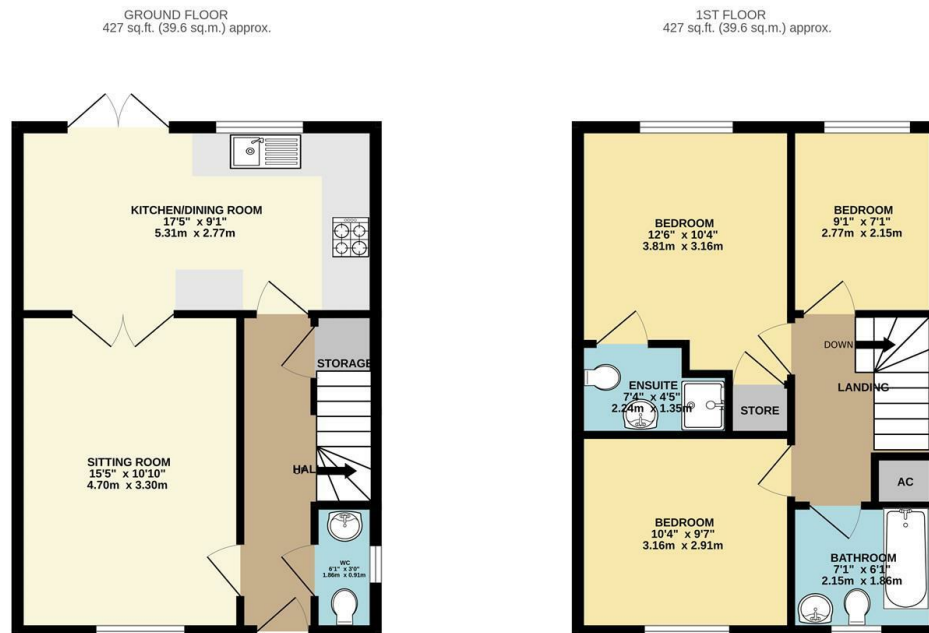 GROUND FLOOR
427 sq.ft. (39.6 sq.m.) approx.
KITCHEN/DINING ROOM
17'5" x 9'1"
5.31m x 2.77m
STORAGE
SITTING ROOM
15'5" x 10'10"
4.70m x 3.30m
HALL
WC
6'1" x 3'0"
1.86m x 0.91m
1ST FLOOR
427 sq.ft. (39.6 sq.m.) approx.
BEDROOM
12'6" x 10'4"
3.81m x 3.16m
BEDROOM
9'1" x 7'1"
2.77m x 2.15m
DOWN
LANDING
ENSUITE
7'4" x 4'5"
2.24m x 1.35m
STORE
AC
BEDROOM
10'4" x 9'7"
3.16m x 2.91m
BATHROOM
7'1" x 6'1"
2.15m x 1.86m